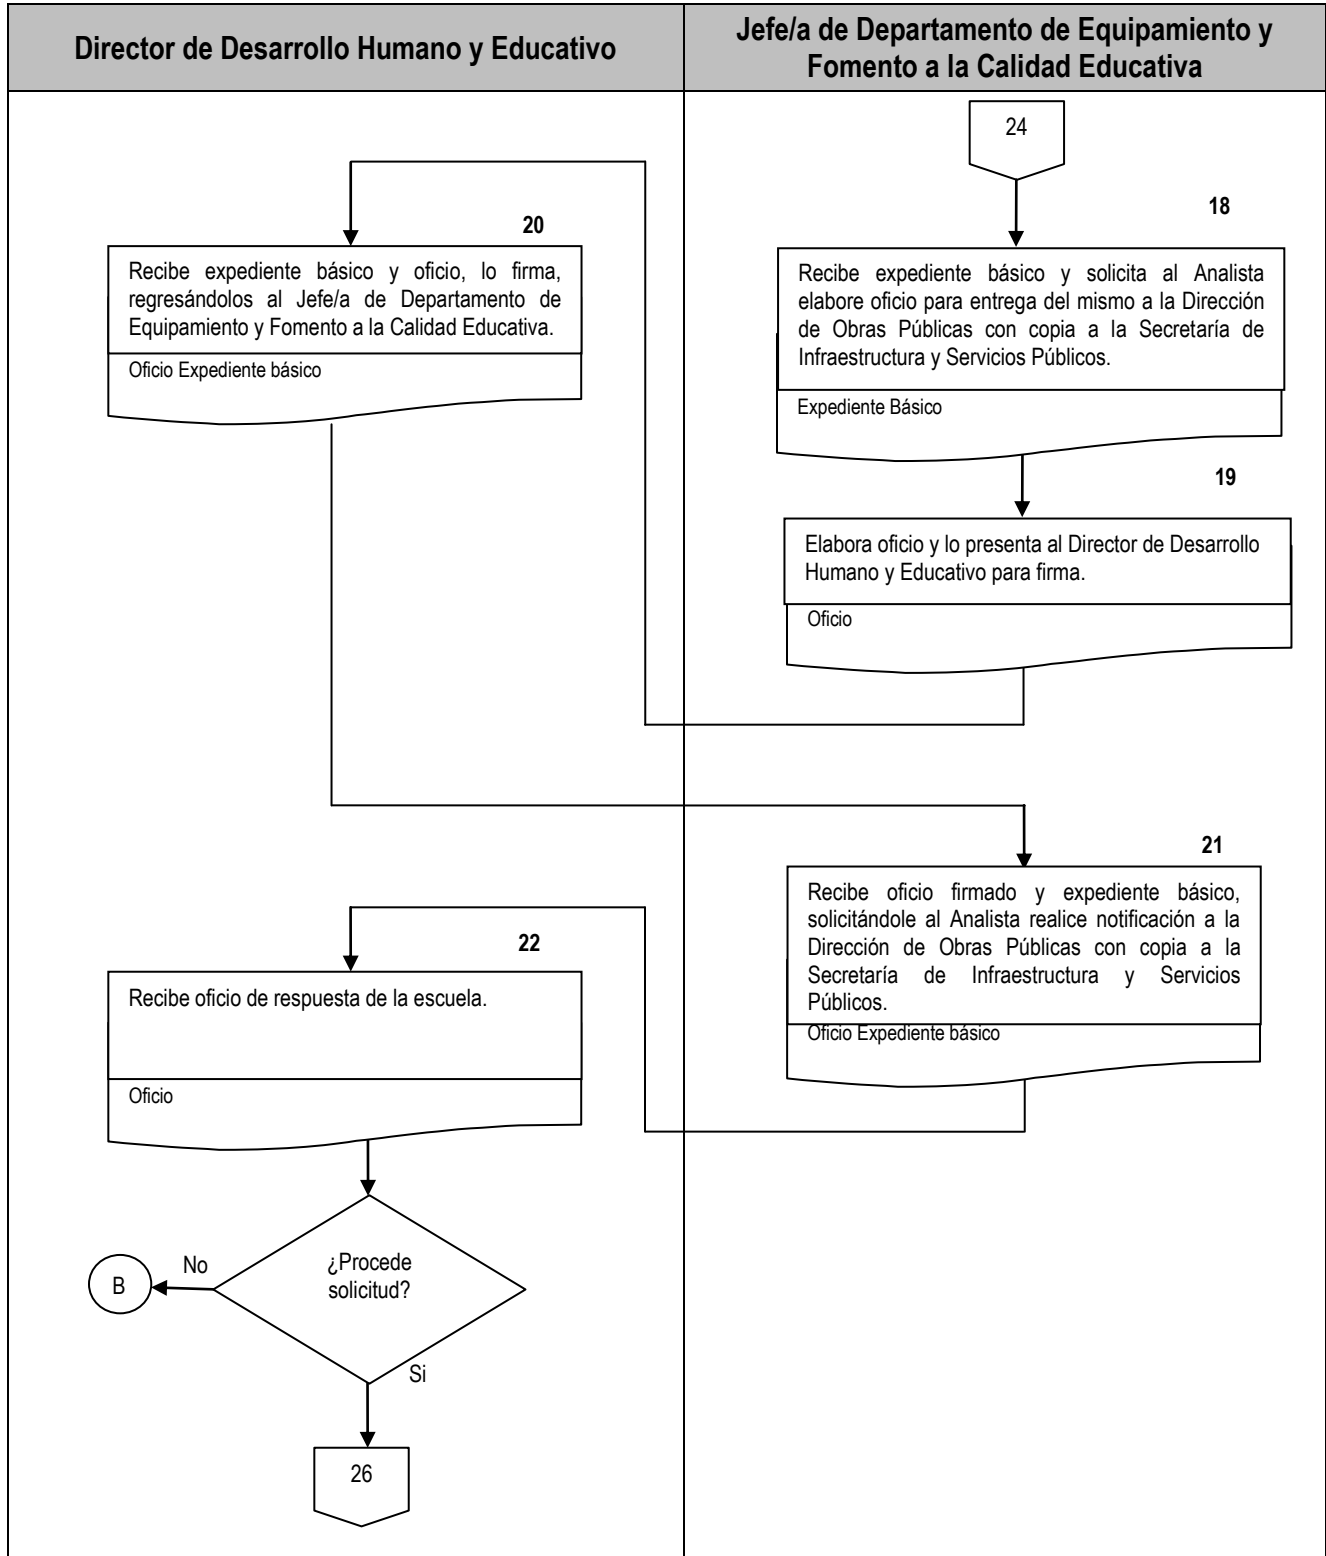 Director de Desarrollo Humano y Educativo
Jefe/a de Departamento de Equipamiento y
Fomento a la Calidad Educativa
24
18
Recibe expediente básico y solicita al Analista
elabore oficio para entrega del mismo a la Dirección
de Obras Públicas con copia a la Secretaría de
Infraestructura y Servicios Públicos.
Expediente Básico
19
Elabora oficio y lo presenta al Director de Desarrollo
Humano y Educativo para firma.
Oficio
20
Recibe expediente básico y oficio, lo firma,
regresándolos al Jefe/a de Departamento de
Equipamiento y Fomento a la Calidad Educativa.
Oficio Expediente básico
21
Recibe oficio firmado y expediente básico,
solicitándole al Analista realice notificación a la
Dirección de Obras Públicas con copia a la
Secretaría de Infraestructura y Servicios
Públicos.
Oficio Expediente básico
22
Recibe oficio de respuesta de la escuela.
Oficio
¿Procede
solicitud?
No
B
Si
26